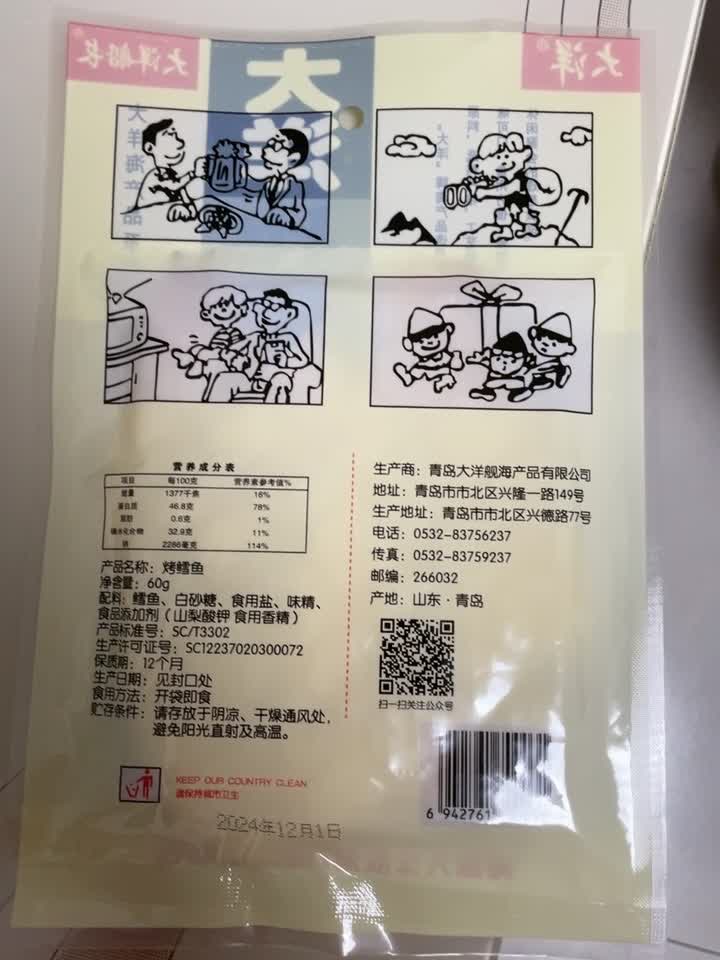 大洋船长
大洋
大洋
大洋海产品
营养成分表
项目 每100克 营养素参考值%
能量 1377千焦 16%
蛋白质 46.8克 78%
脂肪 0.6克 1%
碳水化合物 32.9克 11%
钠 2286毫克 114%
产品名称：烤鳕鱼
净含量：60g
配料：鳕鱼、白砂糖、食用盐、味精、
食品添加剂（山梨酸钾 食用香精）
产品标准号：SC/T3302
生产许可证号：SC12237020300072
保质期：12个月
生产日期：见封口处
食用方法：开袋即食
贮存条件：请存放于阴凉、干燥通风处，
避免阳光直射及高温。
KEEP OUR COUNTRY CLEAN
请保持城市卫生
2024年12月1日
生产商：青岛大洋舰海产品有限公司
地址：青岛市市北区兴隆一路149号
生产地址：青岛市市北区兴德路77号
电话：0532-83756237
传真：0532-83759237
邮编：266032
产地：山东·青岛
扫一扫关注公众号
6 942761